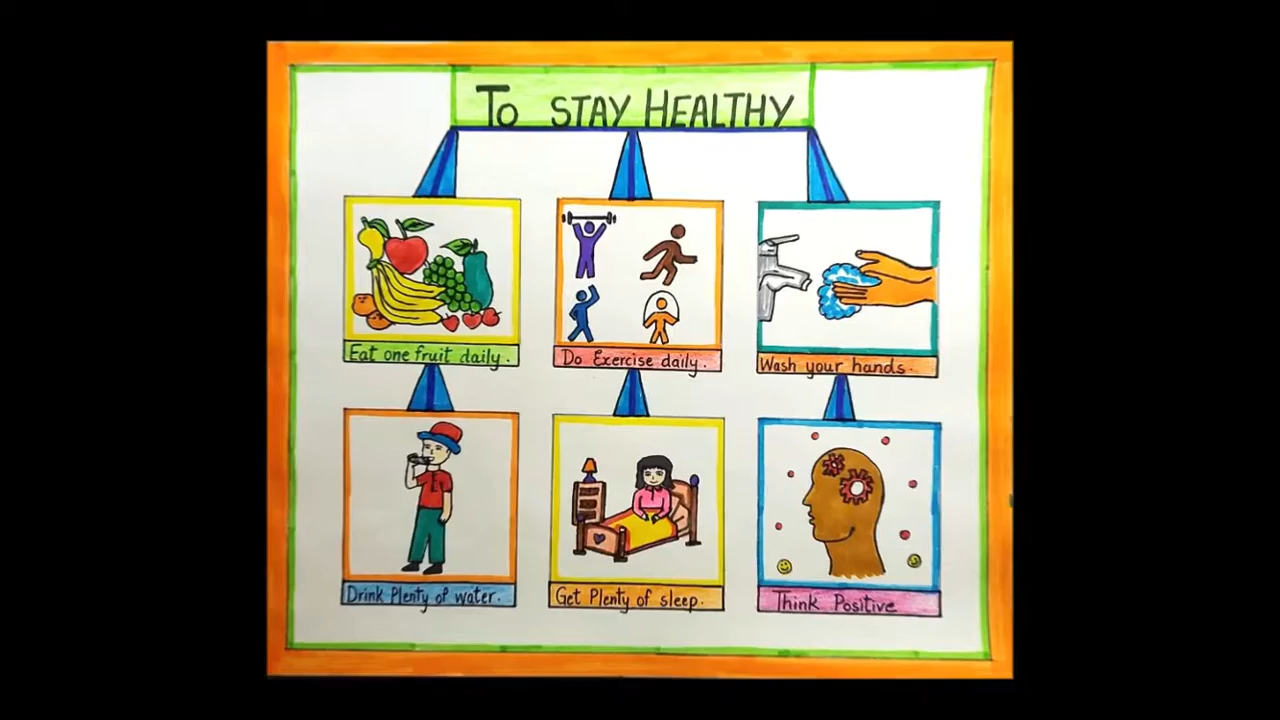 To STAY HEALTHY
Eat one fruit daily.
Do Exercise daily.
Wash your hands.
Drink Plenty of water.
Get Plenty of sleep.
Think Positive